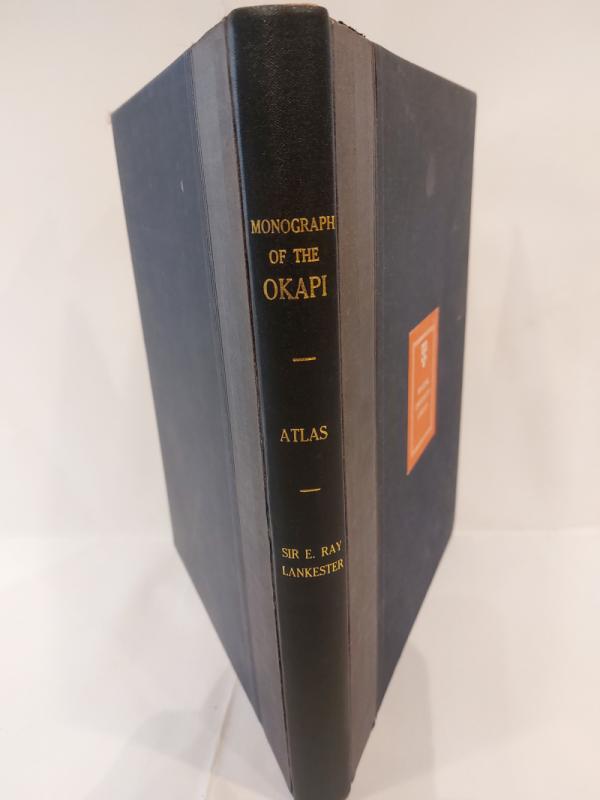 MONOGRAPH
OF THE
OKAPI
ATLAS
SIR E. RAY
LANKESTER